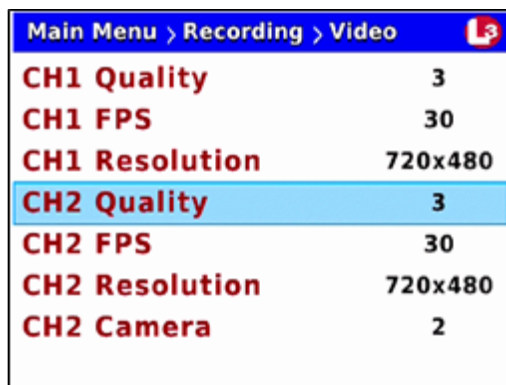 Main Menu > Recording > Video L3
CH1 Quality 3
CH1 FPS 30
CH1 Resolution 720x480
CH2 Quality 3
CH2 FPS 30
CH2 Resolution 720x480
CH2 Camera 2